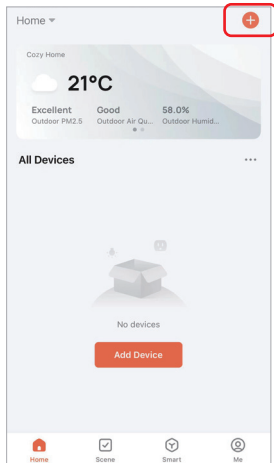 Home
Cozy Home
21°C
Excellent Good 58.0%
Outdoor PM2.5 Outdoor Air Qu... Outdoor Humid...
All Devices
No devices
Add Device
Home Scene Smart Me